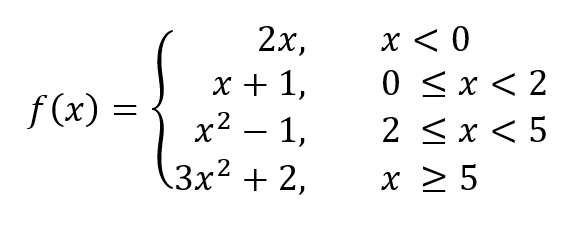 2x, x < 0
x + 1, 0 ≤ x < 2
f(x) =
x² − 1, 2 ≤ x < 5
3x² + 2, x ≥ 5